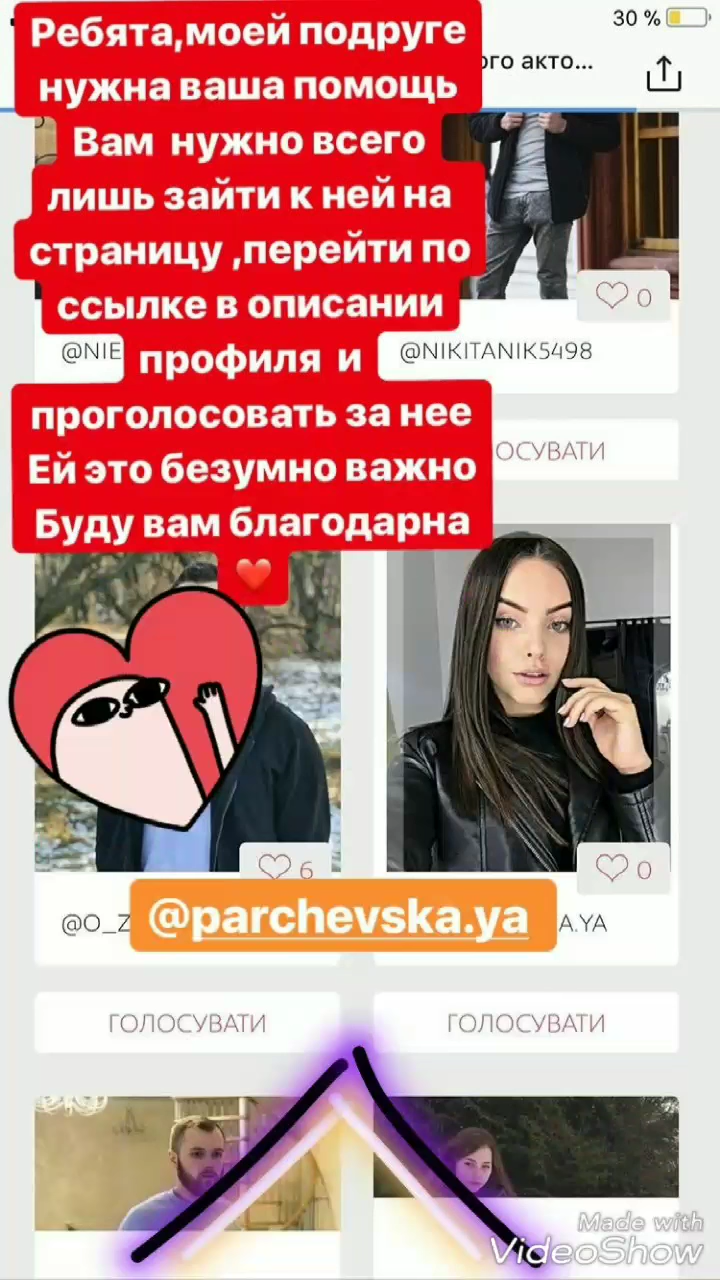 30 %
Ребята,моей подруге
нужна ваша помощь
ого акто...
Вам нужно всего
лишь зайти к ней на
страницу ,перейти по
ссылке в описании
0
@NIE
профиля и
@NIKITANIK5498
проголосовать за нее
ОСУВАТИ
Ей это безумно важно
Буду вам благодарна
❤️
6
0
@O_Z
@parchevska.ya
A.YA
ГОЛОСУВАТИ
ГОЛОСУВАТИ
Made with
VideoShow